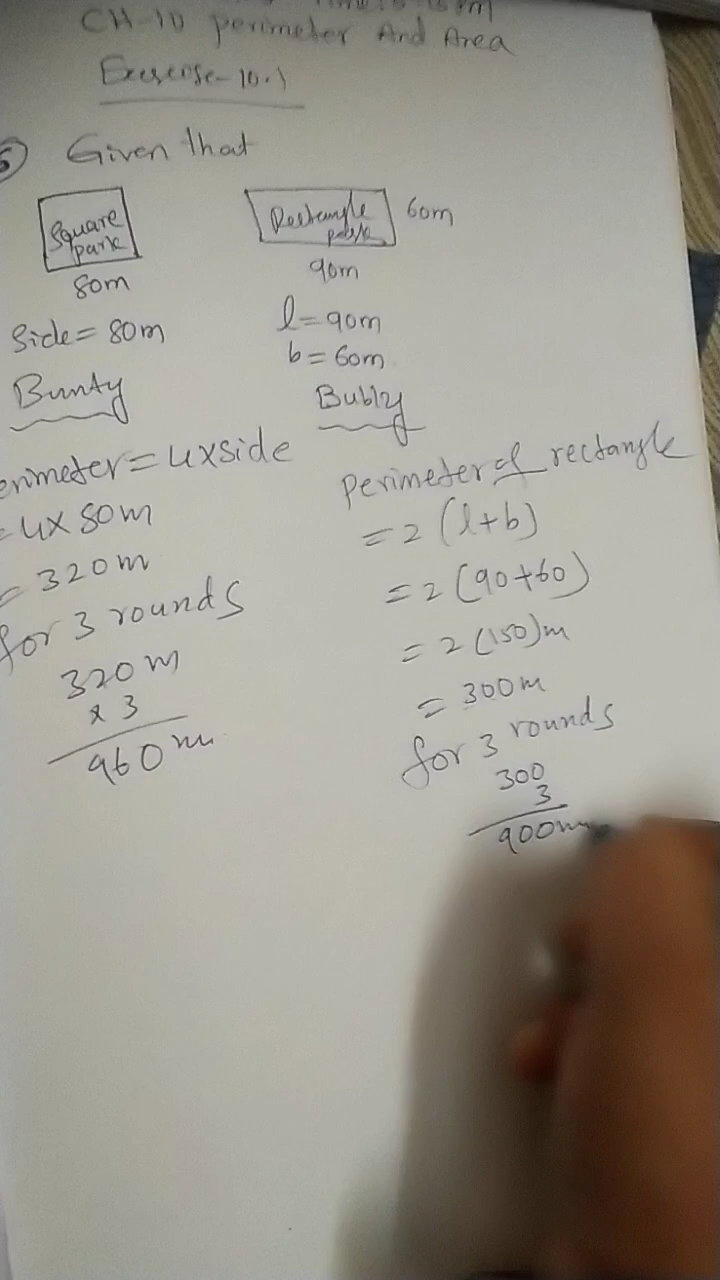 CH-10 perimeter And Area
Exercise-10.1
Given that
Square
park
80m
Side = 80m
Bunty
Rectangle
park
60m
90m
l = 90m
b = 60m
Bubly
erimeter = 4xside
= 4x 80m
= 320m
for 3 rounds
320m
x 3
960m
perimeter of rectangle
= 2 (l+b)
= 2 (90+60)
= 2 (150)m
= 300m
for 3 rounds
300
3
900m